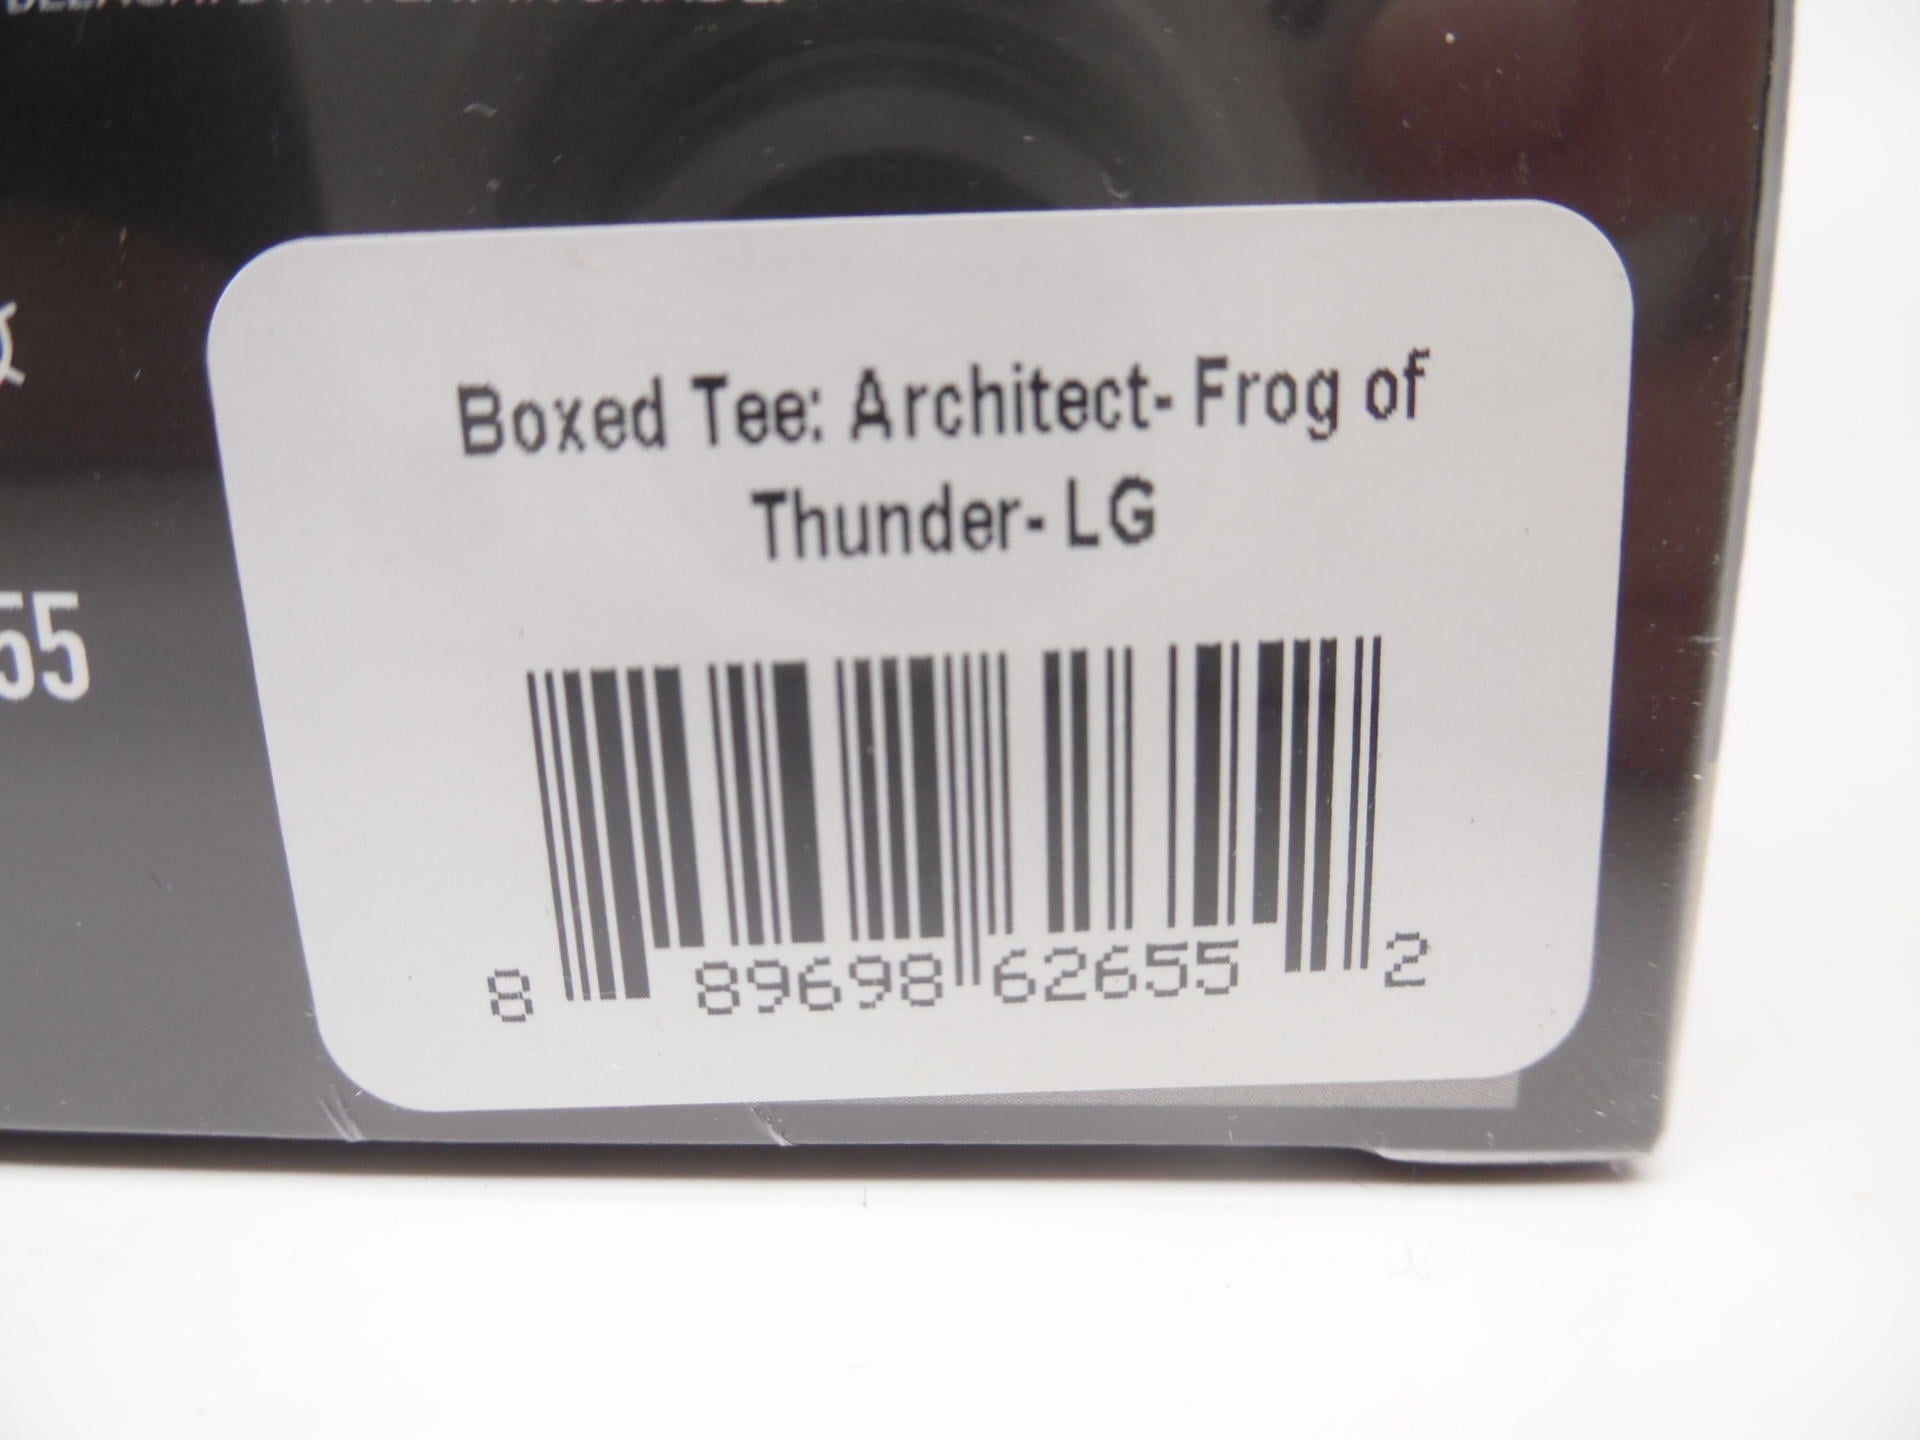 55
Boxed Tee: Architect- Frog of
Thunder- LG
8 89698 62655 2